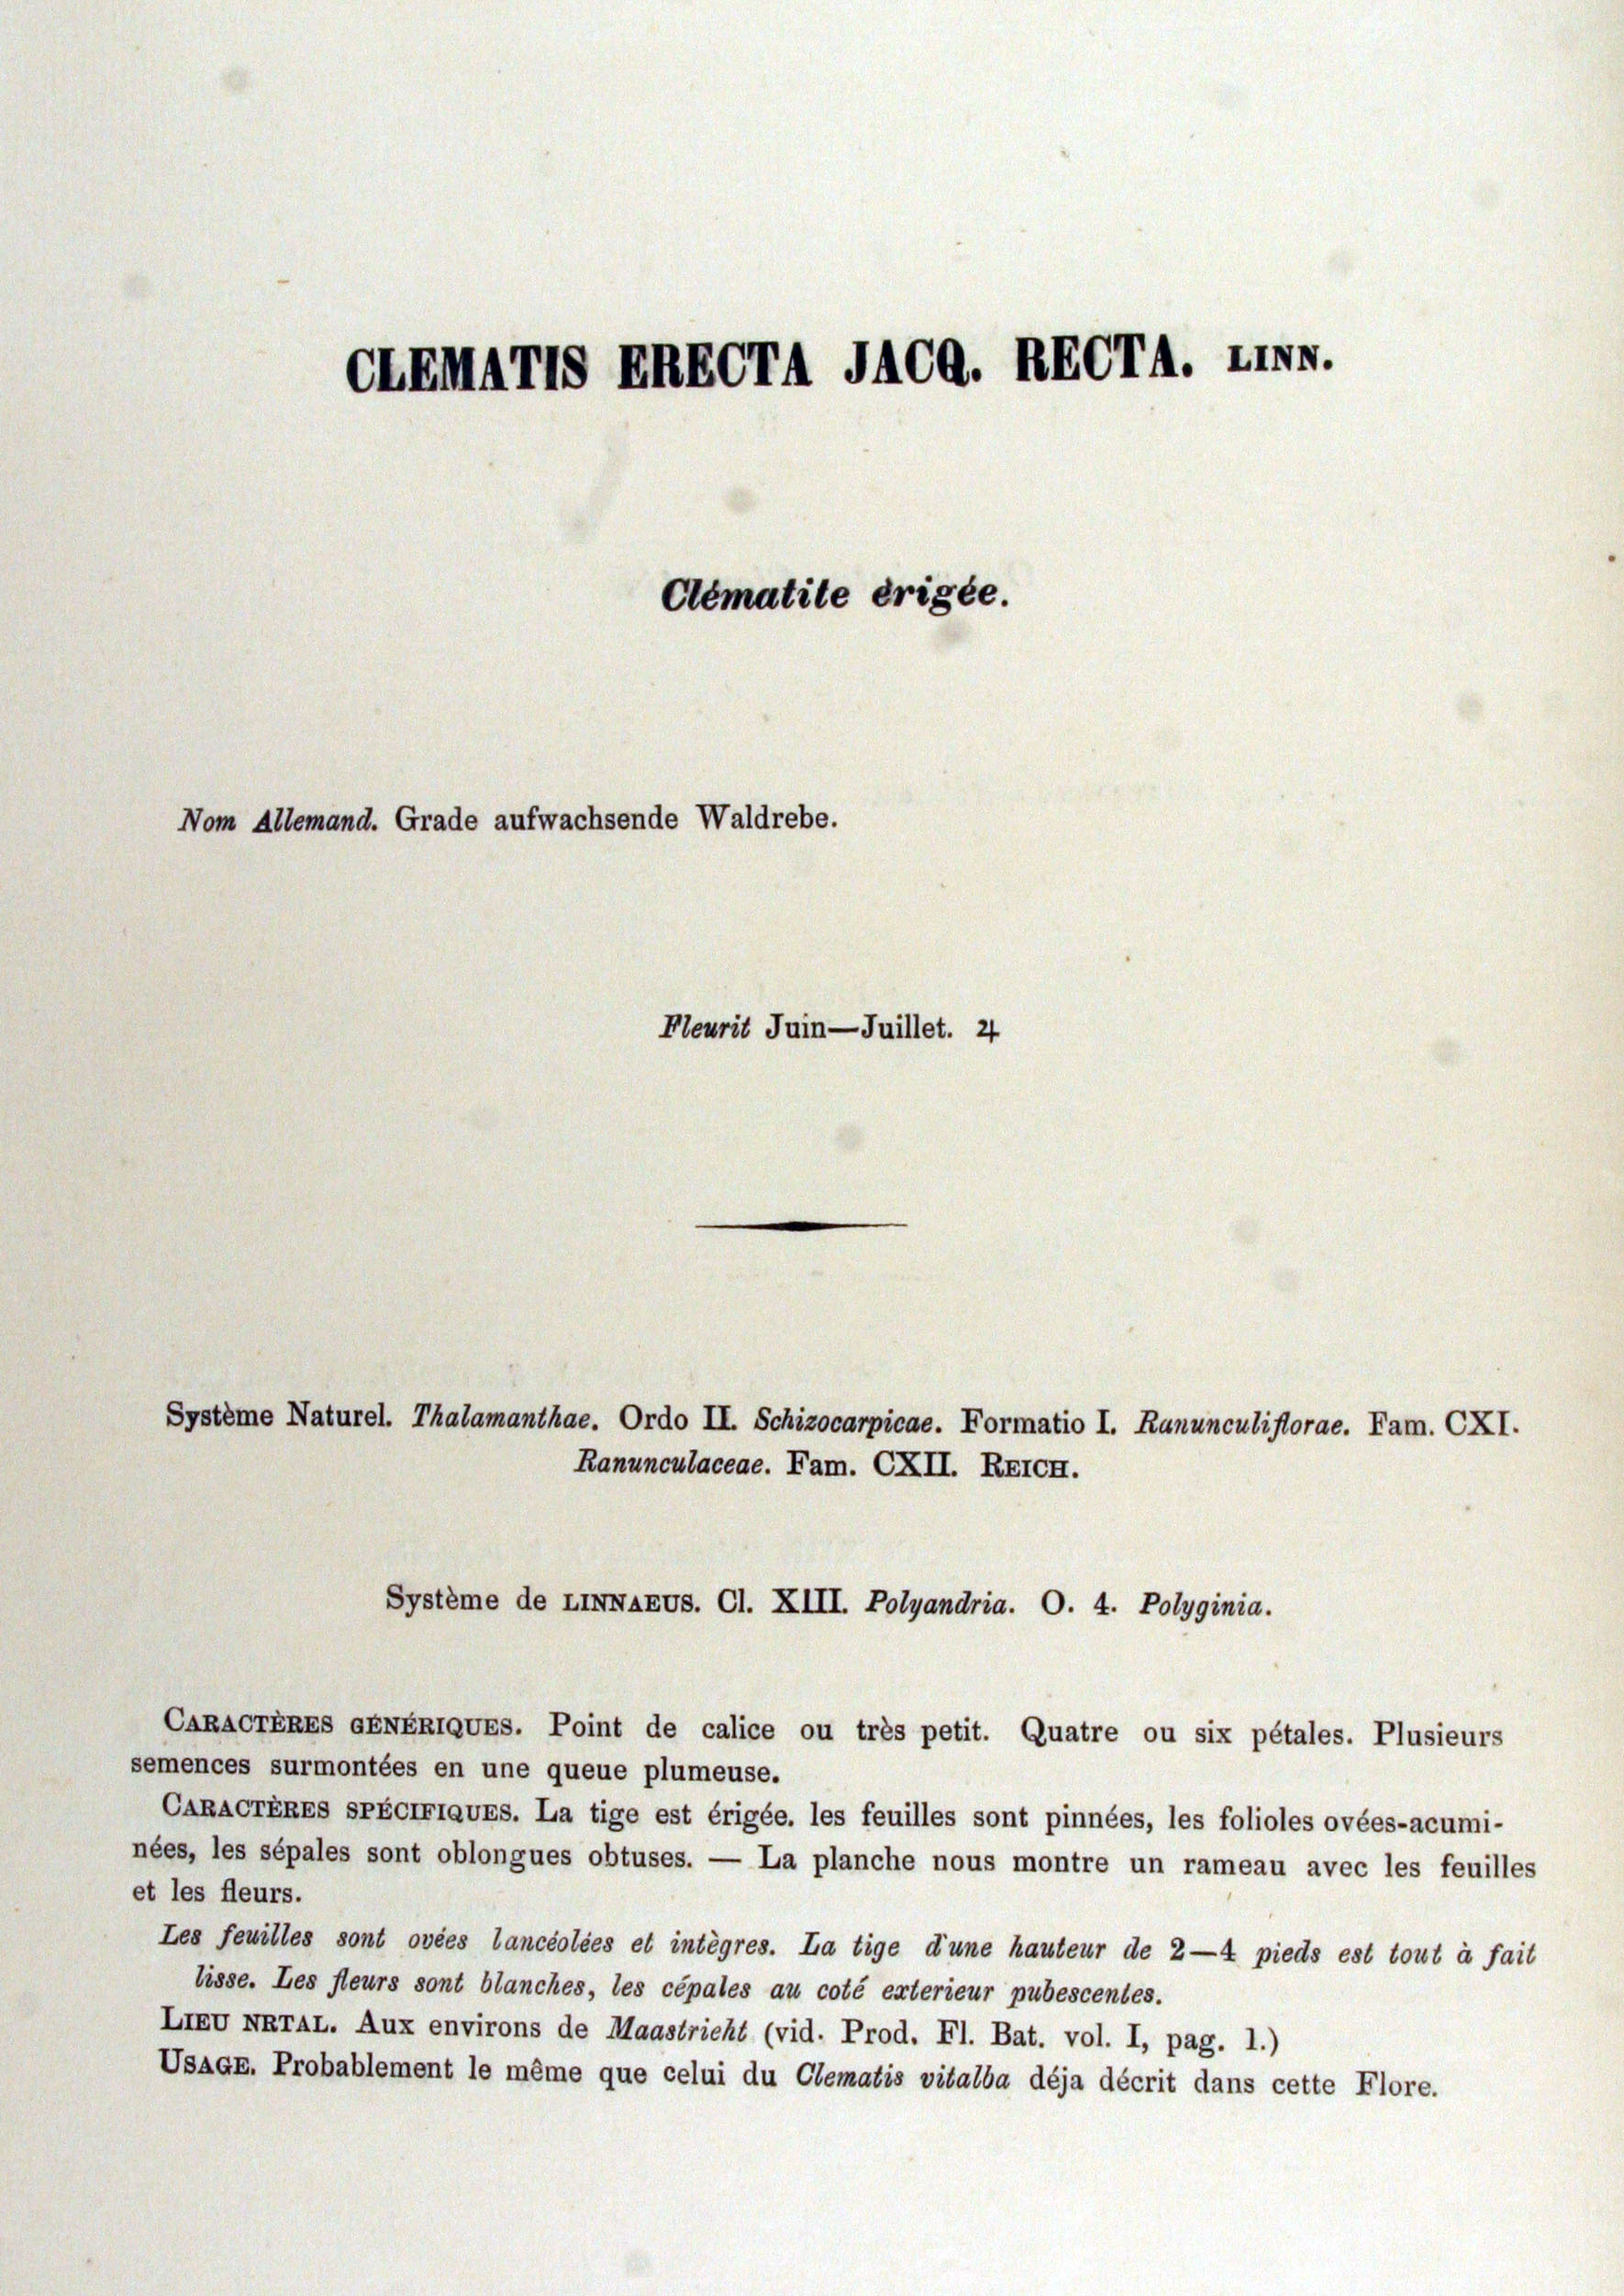 CLEMATIS ERECTA JACQ. RECTA. LINN.
Clématite érigée.
Nom Allemand. Grade aufwachsende Waldrebe.
Fleurit Juin—Juillet. ♃
Système Naturel. Thalamanthae. Ordo II. Schizocarpicae. Formatio I. Ranunculiflorae. Fam. CXI.
Ranunculaceae. Fam. CXII. REICH.
Système de LINNAEUS. Cl. XIII. Polyandria. O. 4. Polyginia.
CARACTÈRES GÉNÉRIQUES. Point de calice ou très petit. Quatre ou six pétales. Plusieurs
semences surmontées en une queue plumeuse.
CARACTÈRES SPÉCIFIQUES. La tige est érigée. les feuilles sont pinnées, les folioles ovées-acumi-
nées, les sépales sont oblongues obtuses. — La planche nous montre un rameau avec les feuilles
et les fleurs.
Les feuilles sont ovées lancéolées et intègres. La tige d'une hauteur de 2—4 pieds est tout à fait
lisse. Les fleurs sont blanches, les cépales au coté exterieur pubescentes.
LIEU NRTAL. Aux environs de Maastricht (vid. Prod. Fl. Bat. vol. I, pag. 1.)
USAGE. Probablement le même que celui du Clematis vitalba déja décrit dans cette Flore.